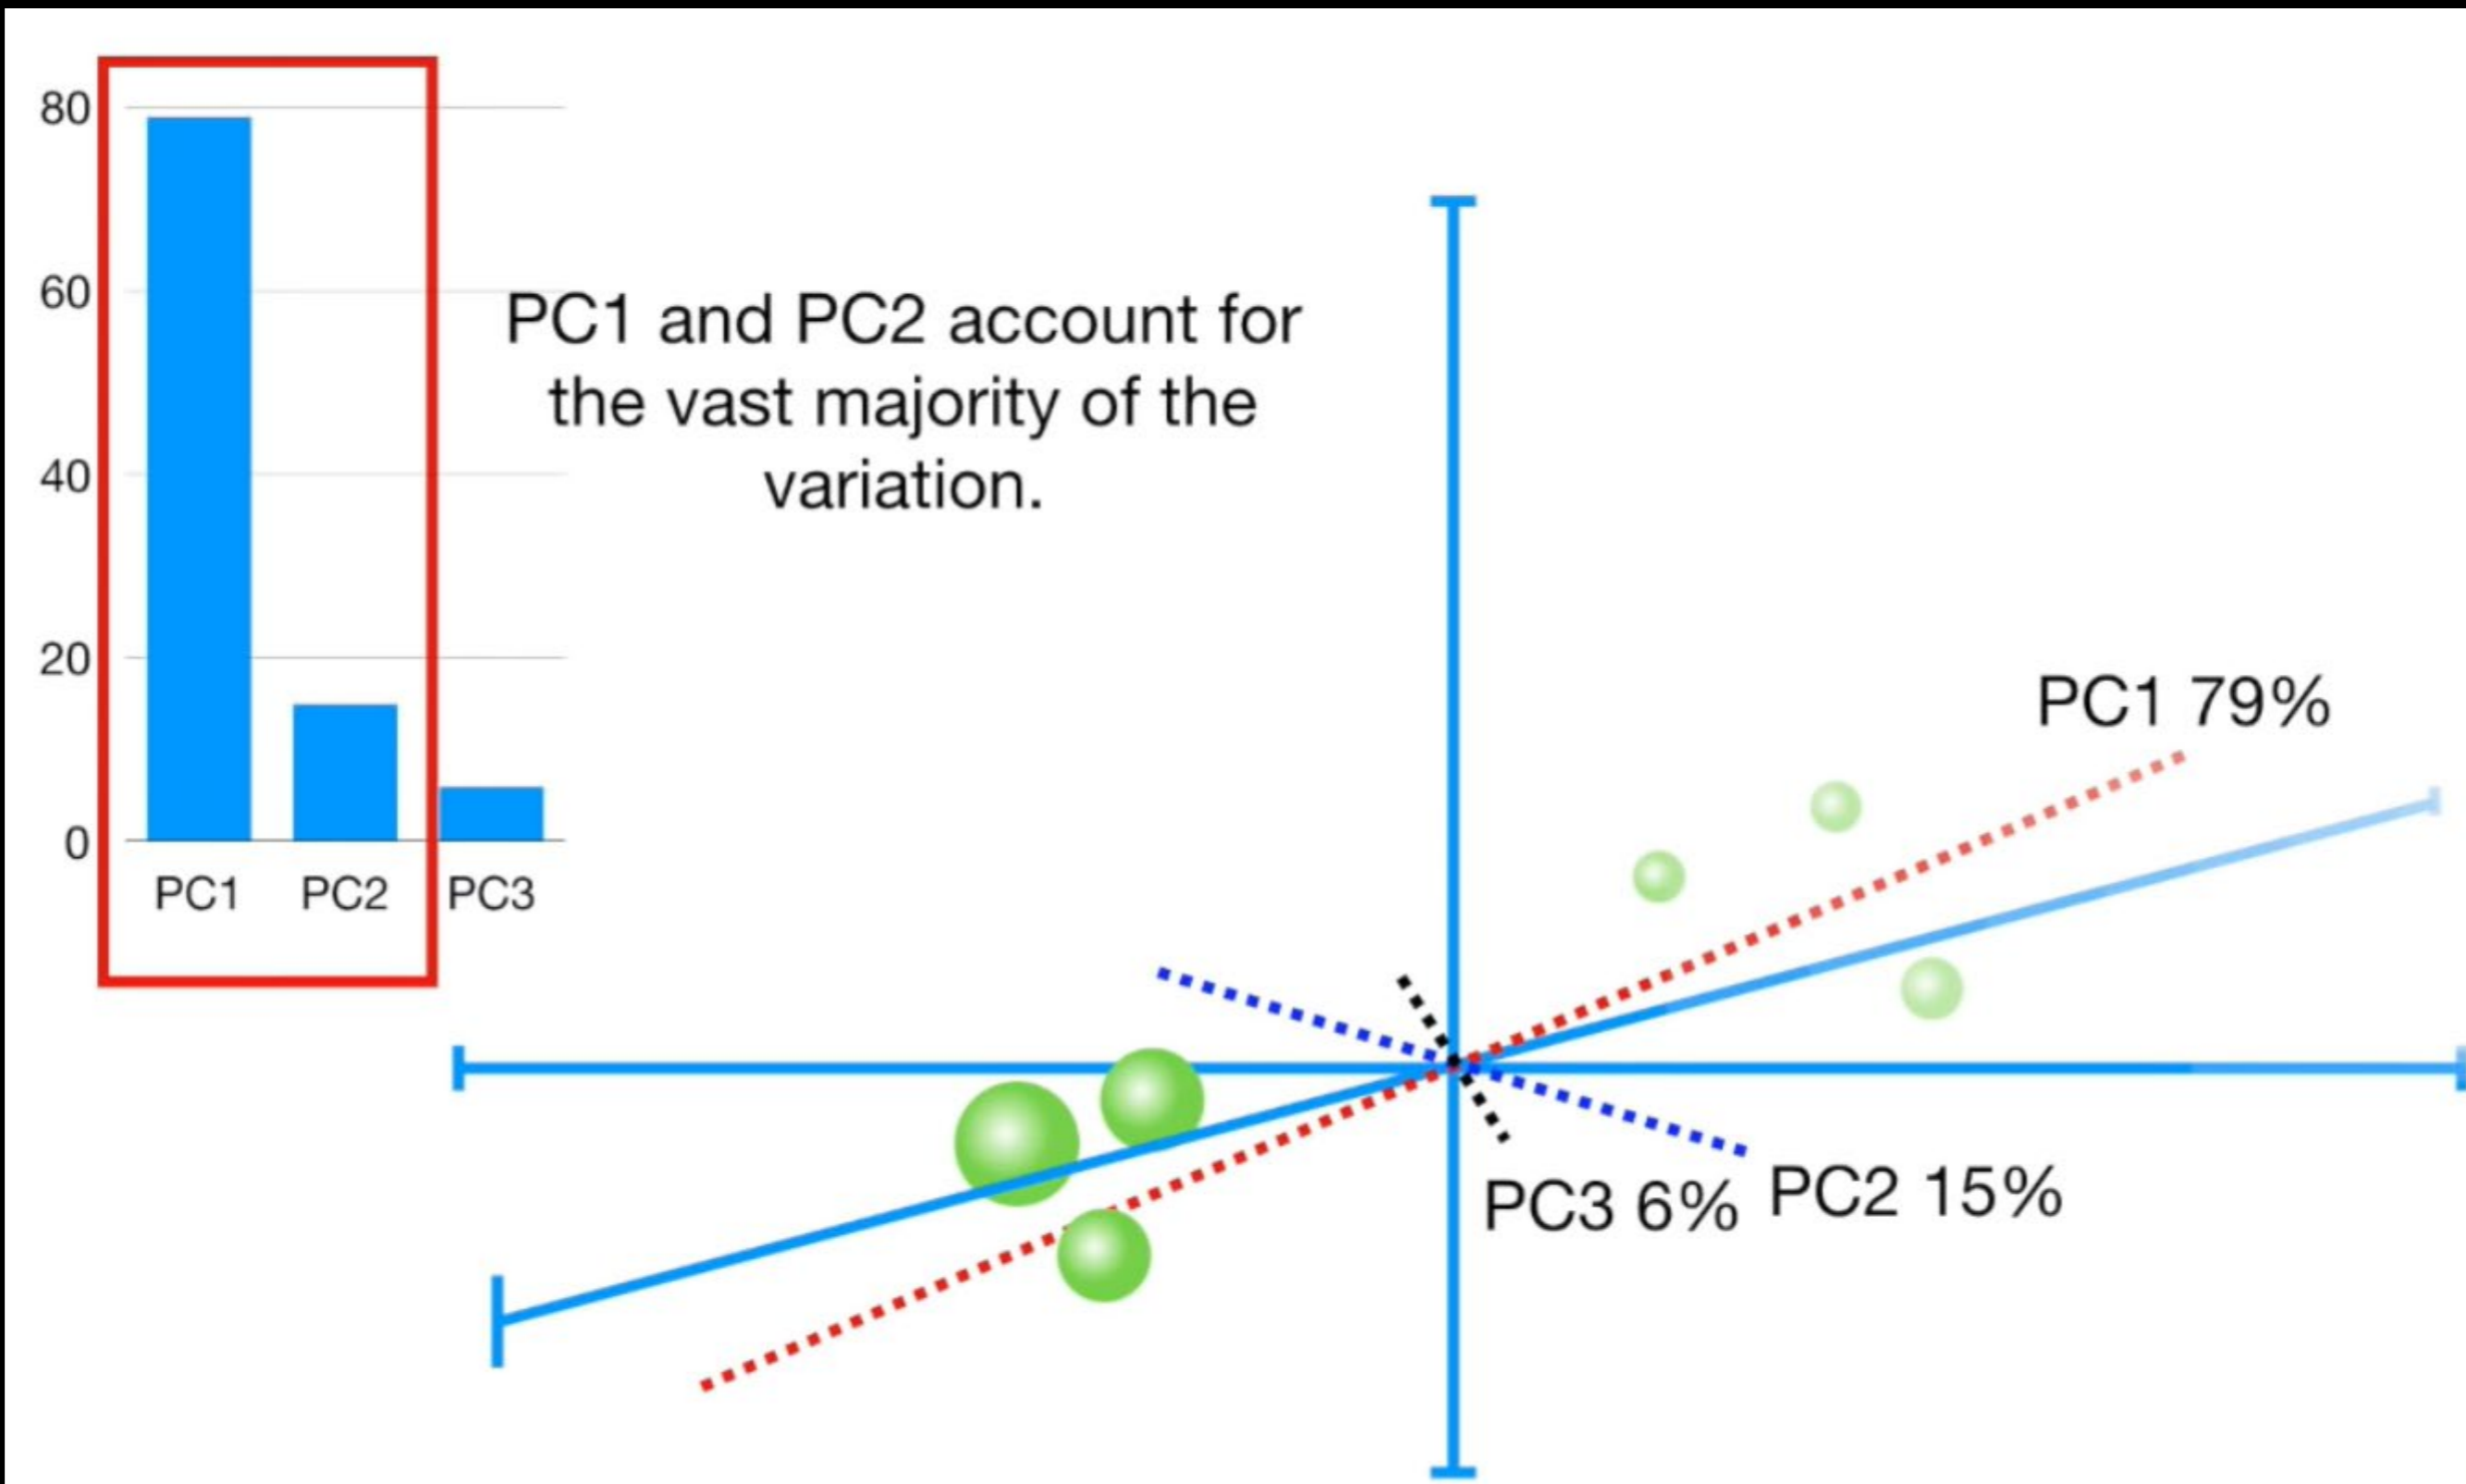 80
60
40
20
0
PC1 PC2 PC3
PC1 and PC2 account for
the vast majority of the
variation.
PC1 79%
PC3 6%
PC2 15%